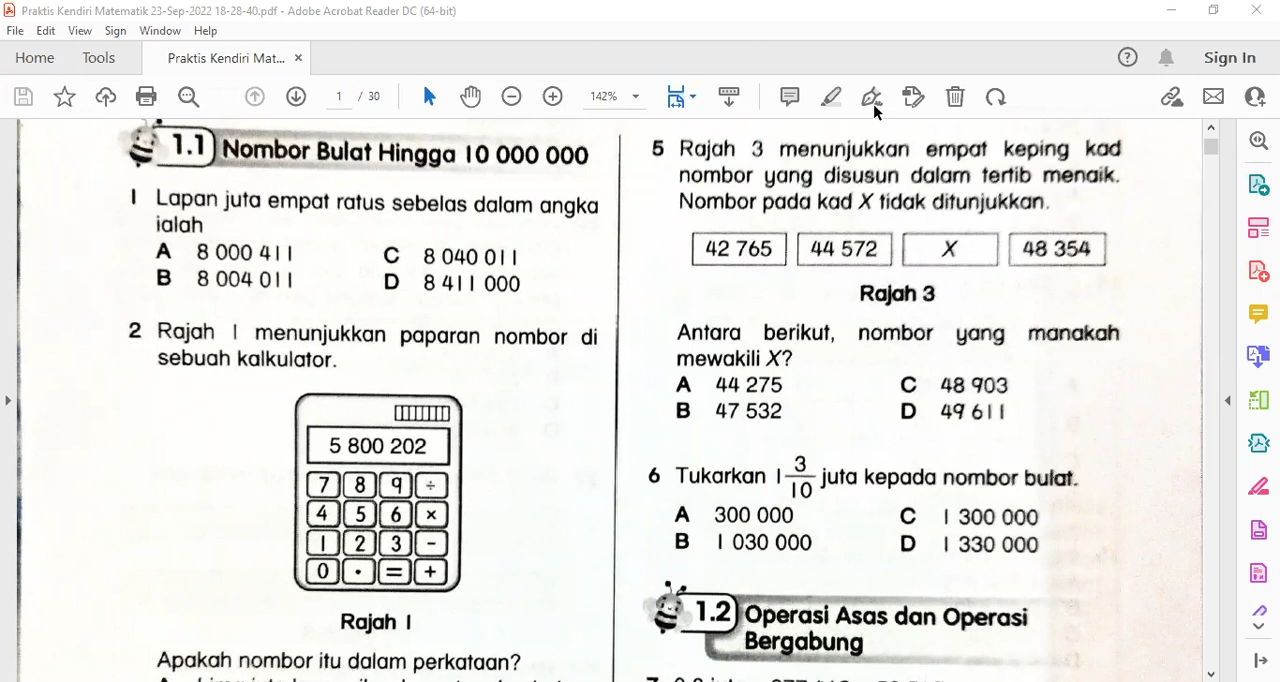 Praktis Kendiri Matematik 23-Sep-2022 18-28-40.pdf - Adobe Acrobat Reader DC (64-bit)
File Edit View Sign Window Help
Home Tools Praktis Kendiri Mat... × Sign In
1 / 30 142%
1.1 Nombor Bulat Hingga 10 000 000
1 Lapan juta empat ratus sebelas dalam angka
ialah
A 8 000 411 C 8 040 011
B 8 004 011 D 8 411 000
2 Rajah 1 menunjukkan paparan nombor di
sebuah kalkulator.
5 800 202
7 8 9 ÷
4 5 6 ×
1 2 3 −
0 • = +
Rajah 1
Apakah nombor itu dalam perkataan?
5 Rajah 3 menunjukkan empat keping kad
nombor yang disusun dalam tertib menaik.
Nombor pada kad X tidak ditunjukkan.
42 765 44 572 X 48 354
Rajah 3
Antara berikut, nombor yang manakah
mewakili X?
A 44 275 C 48 903
B 47 532 D 49 611
6 Tukarkan 1 3/10 juta kepada nombor bulat.
A 300 000 C 1 300 000
B 1 030 000 D 1 330 000
1.2 Operasi Asas dan Operasi
Bergabung